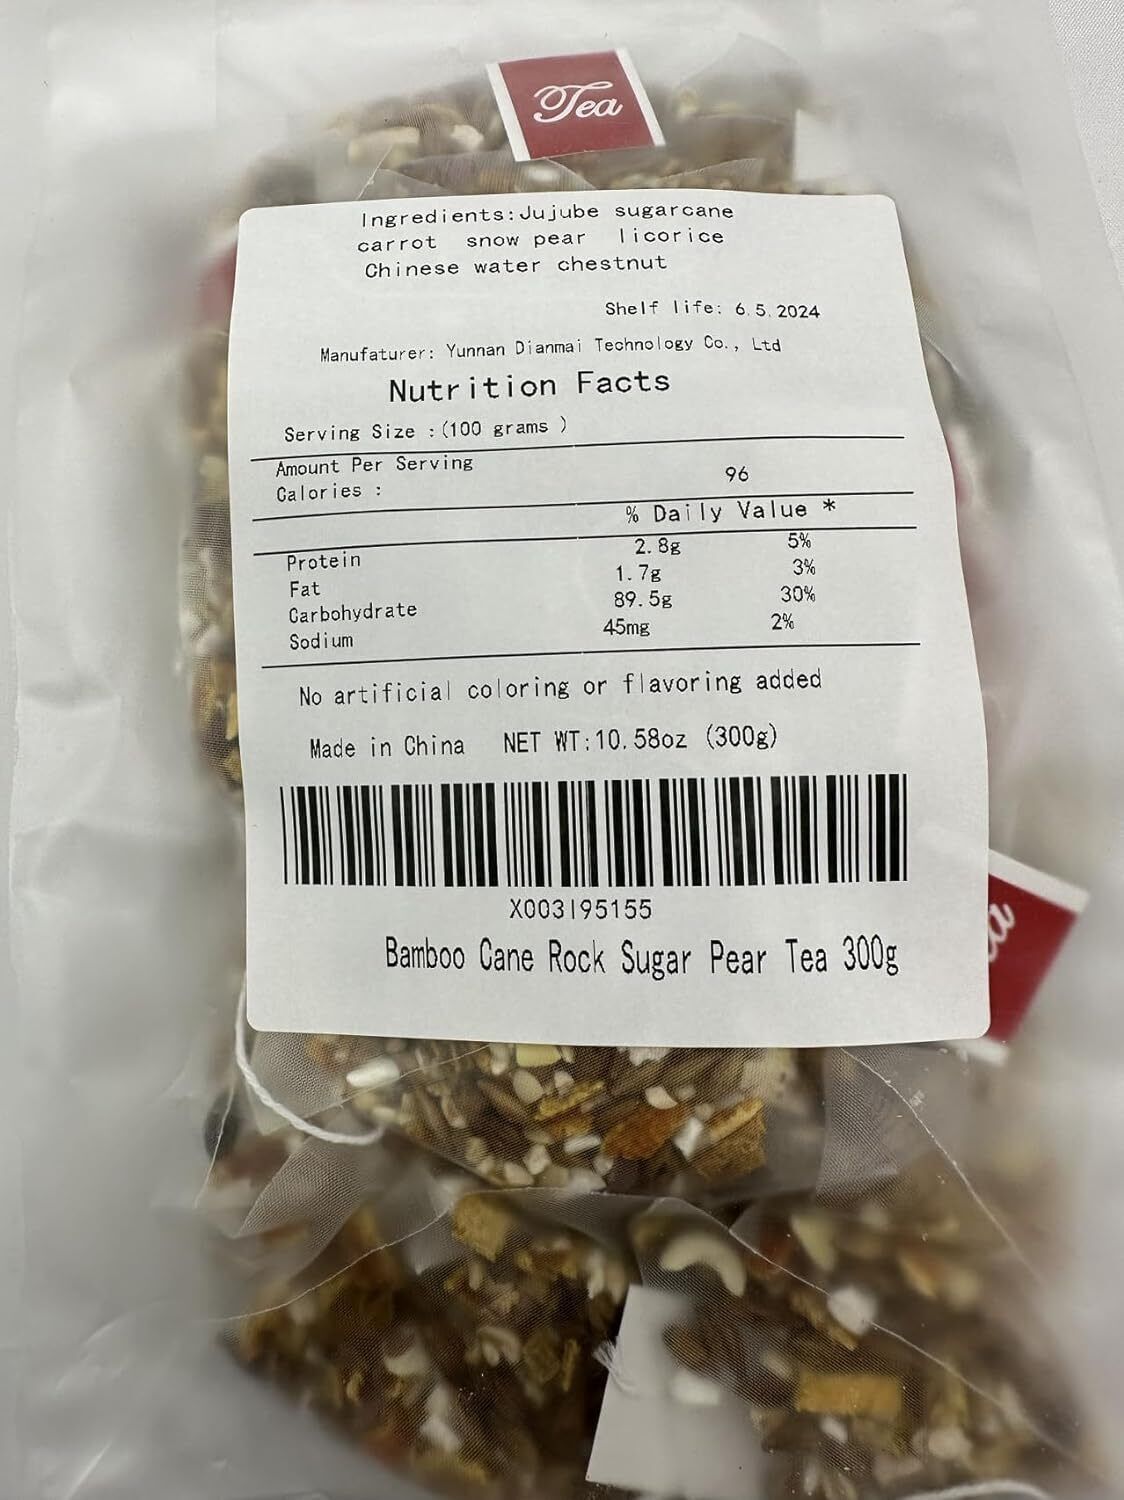 Tea
Ingredients:Jujube sugarcane
carrot snow pear licorice
Chinese water chestnut
Shelf life: 6.5.2024
Manufaturer: Yunnan Dianmai Technology Co., Ltd
Nutrition Facts
Serving Size :(100 grams )
Amount Per Serving
Calories : 96
% Daily Value *
Protein 2.8g 5%
Fat 1.7g 3%
Carbohydrate 89.5g 30%
Sodium 45mg 2%
No artificial coloring or flavoring added
Made in China NET WT:10.58oz (300g)
X003I95155
Bamboo Cane Rock Sugar Pear Tea 300g